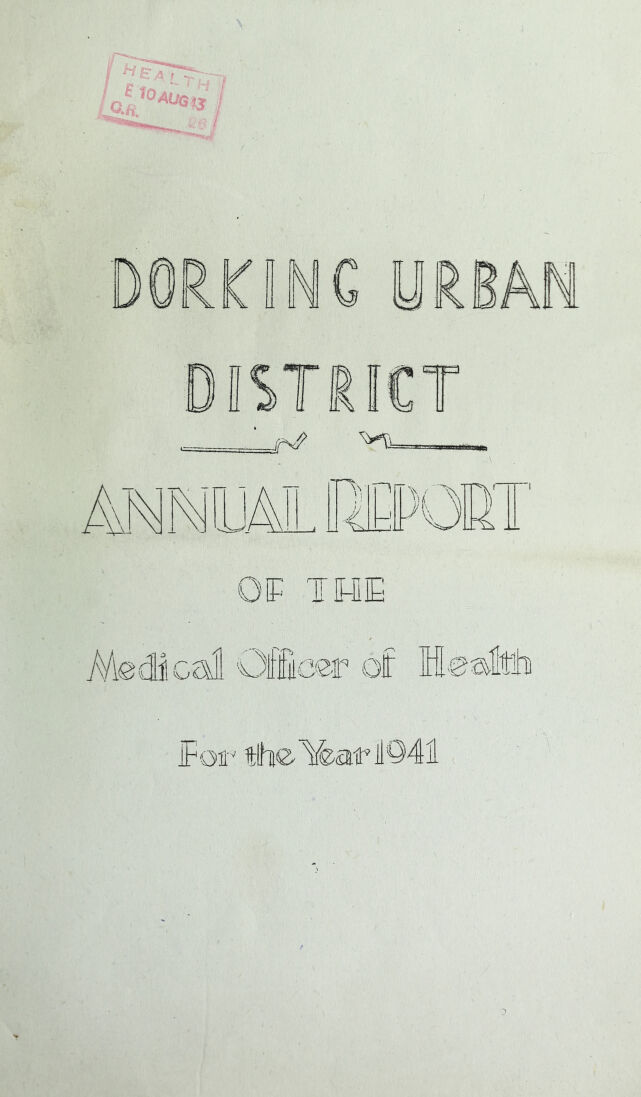 HEALTH
E 10 AUG 43
G.R. 26
DORKING URBAN
DISTRICT
ANNUAL REPORT
OF THE
Medical Officer of Health
For the Year 1941